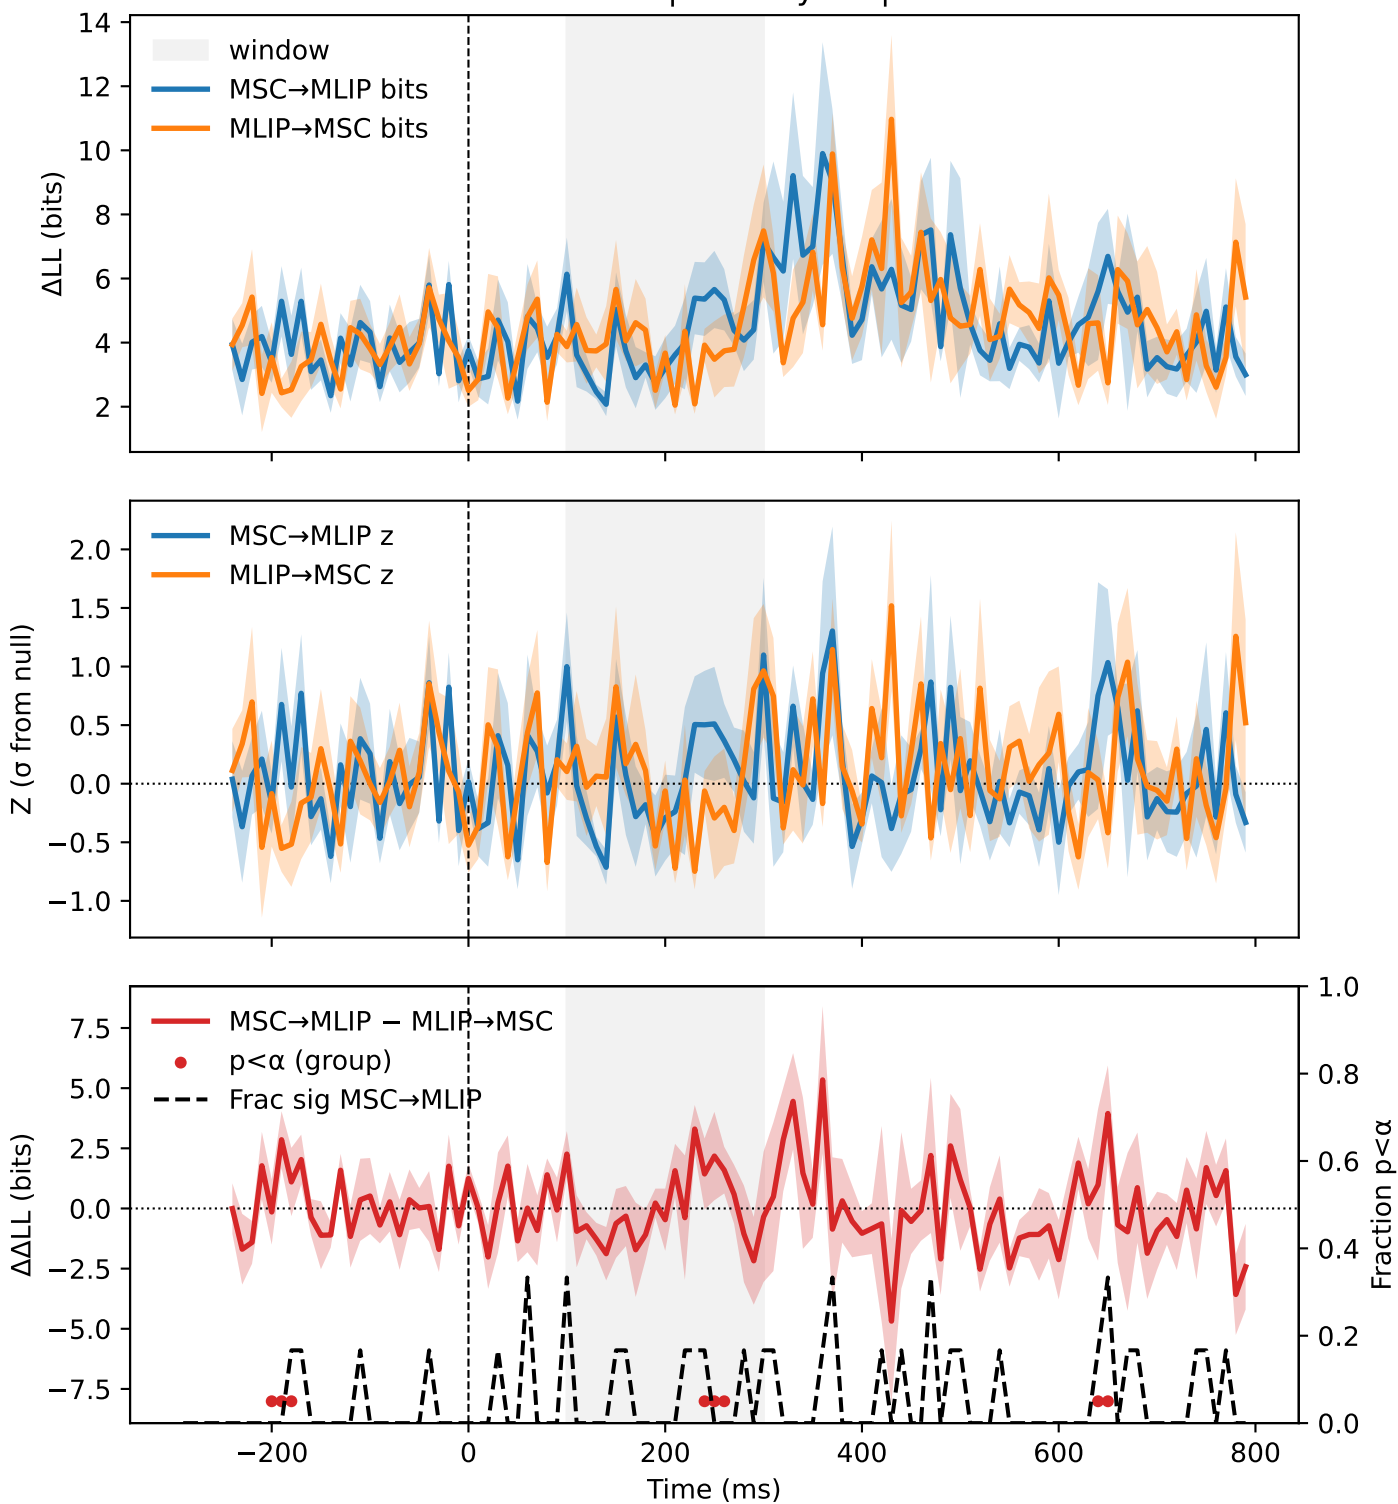 14
12
10
8
6
4
2
ΔLL (bits)
window
MSC→MLIP bits
MLIP→MSC bits
2.0
1.5
1.0
0.5
0.0
−0.5
−1.0
Z (σ from null)
MSC→MLIP z
MLIP→MSC z
7.5
5.0
2.5
0.0
−2.5
−5.0
−7.5
ΔΔLL (bits)
MSC→MLIP − MLIP→MSC
p<α (group)
Frac sig MSC→MLIP
1.0
0.8
0.6
0.4
0.2
0.0
Fraction p<α
−200 0 200 400 600 800
Time (ms)